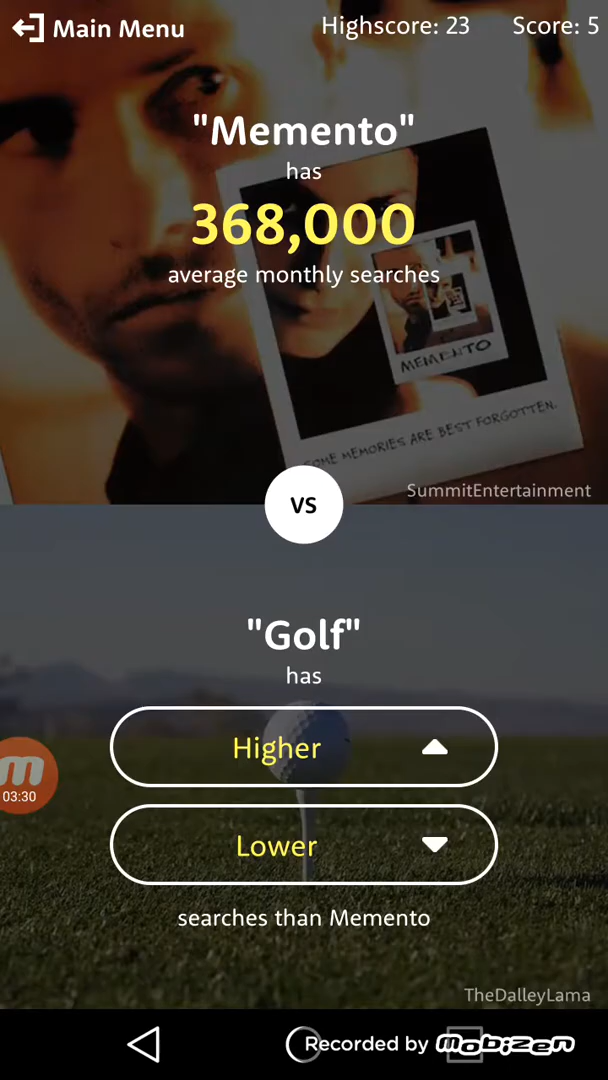 Main Menu
Highscore: 23
Score: 5
"Memento"
has
368,000
average monthly searches
MEMENTO
SOME MEMORIES ARE BEST FORGOTTEN.
SummitEntertainment
VS
"Golf"
has
Higher
Lower
m
03:30
searches than Memento
TheDalleyLama
Recorded by Mobizen